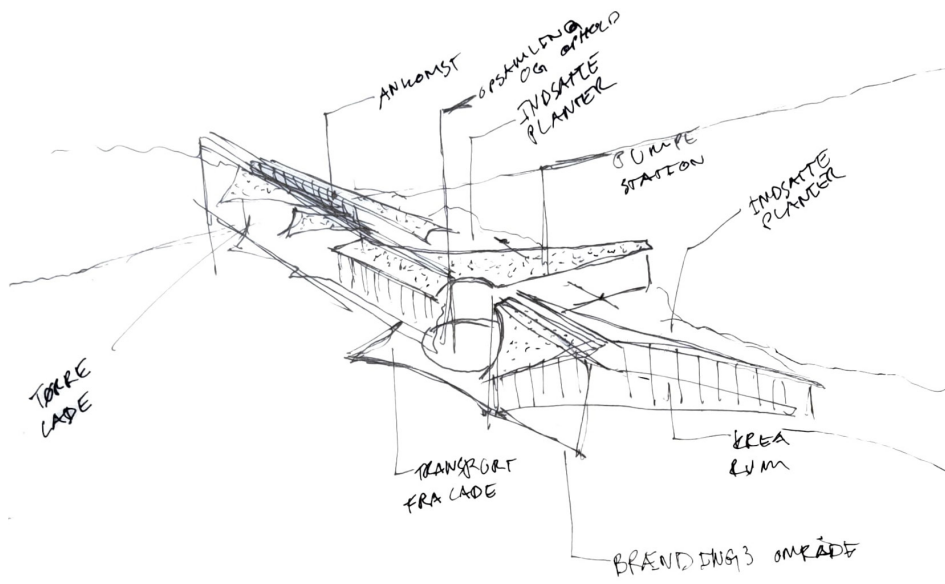 ANKOMST
OPSAMLING
OG OPHOLD
INDSATTE
PLANTER
PUMPE
STATION
INDSATTE
PLANTER
TØRRE
LADE
TRANSPORT
FRA LADE
KREA
RUM
BRÆNDINGS OMRÅDE